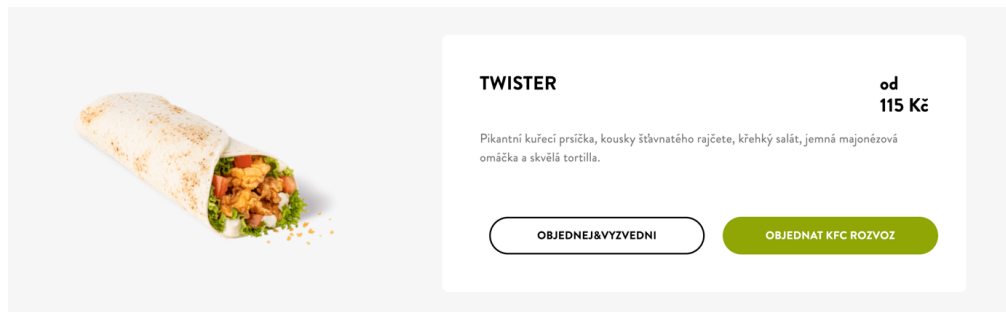 TWISTER
od
115 Kč
Pikantní kuřecí prsíčka, kousky šťavnatého rajčete, křehký salát, jemná majonézová
omáčka a skvělá tortilla.
OBJEDNEJ&VYZVEDNI
OBJEDNAT KFC ROZVOZ